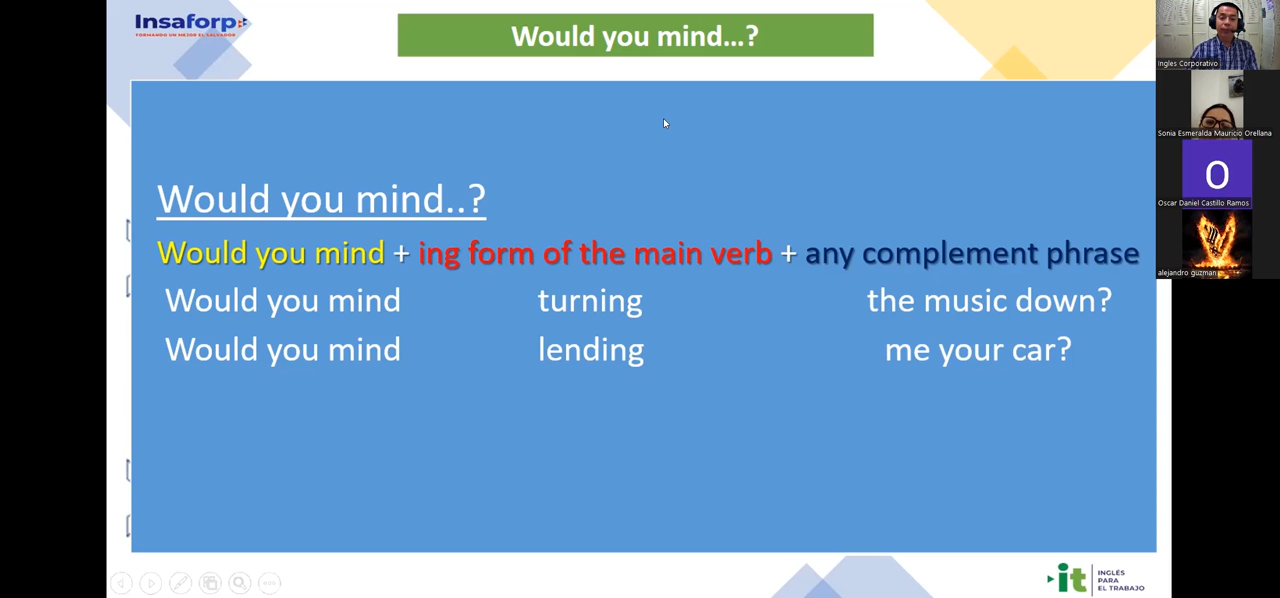 Insaforp
FORMANDO UN MEJOR EL SALVADOR
Would you mind...?
Would you mind..?
Would you mind + ing form of the main verb + any complement phrase
Would you mind turning the music down?
Would you mind lending me your car?
it INGLÉS
PARA
EL TRABAJO
Ingles Corporativo
Sonia Esmeralda Mauricio Orellana
O
Oscar Daniel Castillo Ramos
alejandro guzman